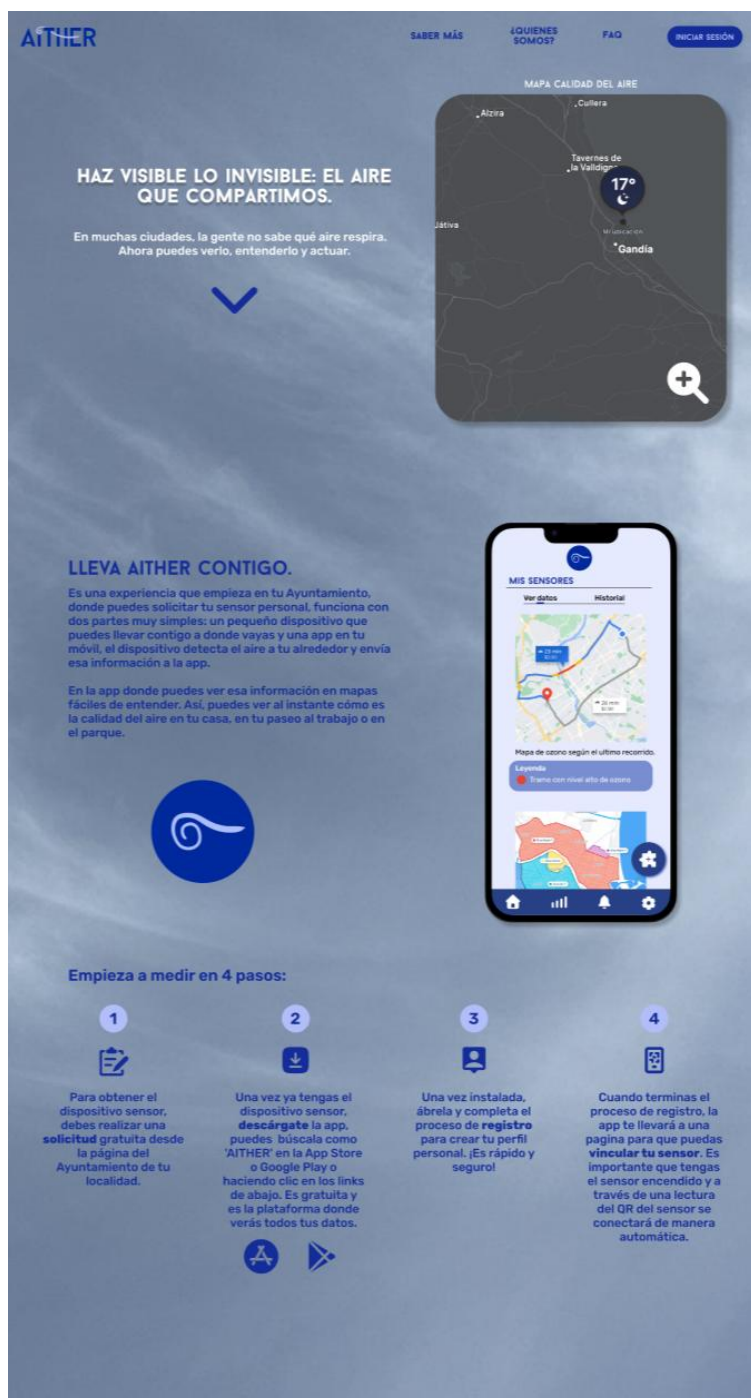 AITHER
SABER MÁS
¿QUIENES
SOMOS?
FAQ
INICIAR SESIÓN
MAPA CALIDAD DEL AIRE
Cullera
Alzira
Tavernes de
la Valldigna
17°
Játiva
Mi ubicación
Gandía
HAZ VISIBLE LO INVISIBLE: EL AIRE
QUE COMPARTIMOS.
En muchas ciudades, la gente no sabe qué aire respira.
Ahora puedes verlo, entenderlo y actuar.
LLEVA AITHER CONTIGO.
Es una experiencia que empieza en tu Ayuntamiento,
donde puedes solicitar tu sensor personal, funciona con
dos partes muy simples: un pequeño dispositivo que
puedes llevar contigo a donde vayas y una app en tu
móvil, el dispositivo detecta el aire a tu alrededor y envía
esa información a la app.
En la app donde puedes ver esa información en mapas
fáciles de entender. Así, puedes ver al instante cómo es
la calidad del aire en tu casa, en tu paseo al trabajo o en
el parque.
MIS SENSORES
Ver datos
Historial
Mapa de ozono según el ultimo recorrido.
Leyenda
Tramo con nivel alto de ozono
Empieza a medir en 4 pasos:
1
Para obtener el
dispositivo sensor,
debes realizar una
solicitud gratuita desde
la página del
Ayuntamiento de tu
localidad.
2
Una vez ya tengas el
dispositivo sensor,
descárgate la app,
puedes búscala como
'AITHER' en la App Store
o Google Play o
haciendo clic en los links
de abajo. Es gratuita y
es la plataforma donde
verás todos tus datos.
3
Una vez instalada,
ábrela y completa el
proceso de registro
para crear tu perfil
personal. ¡Es rápido y
seguro!
4
Cuando terminas el
proceso de registro, la
app te llevará a una
pagina para que puedas
vincular tu sensor. Es
importante que tengas
el sensor encendido y a
través de una lectura
del QR del sensor se
conectará de manera
automática.